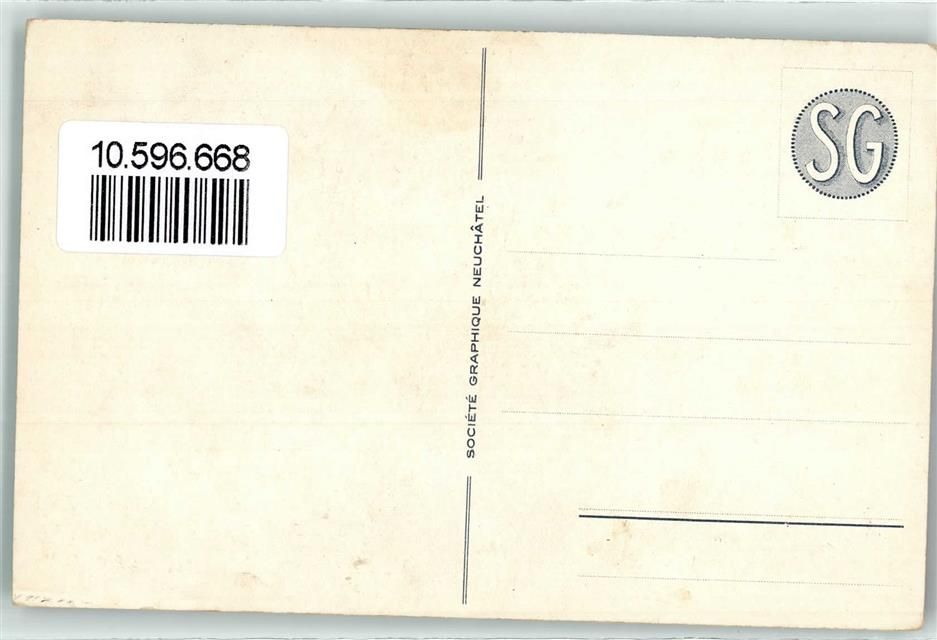 10.596.668
SOCIÉTÉ GRAPHIQUE NEUCHÂTEL
SG